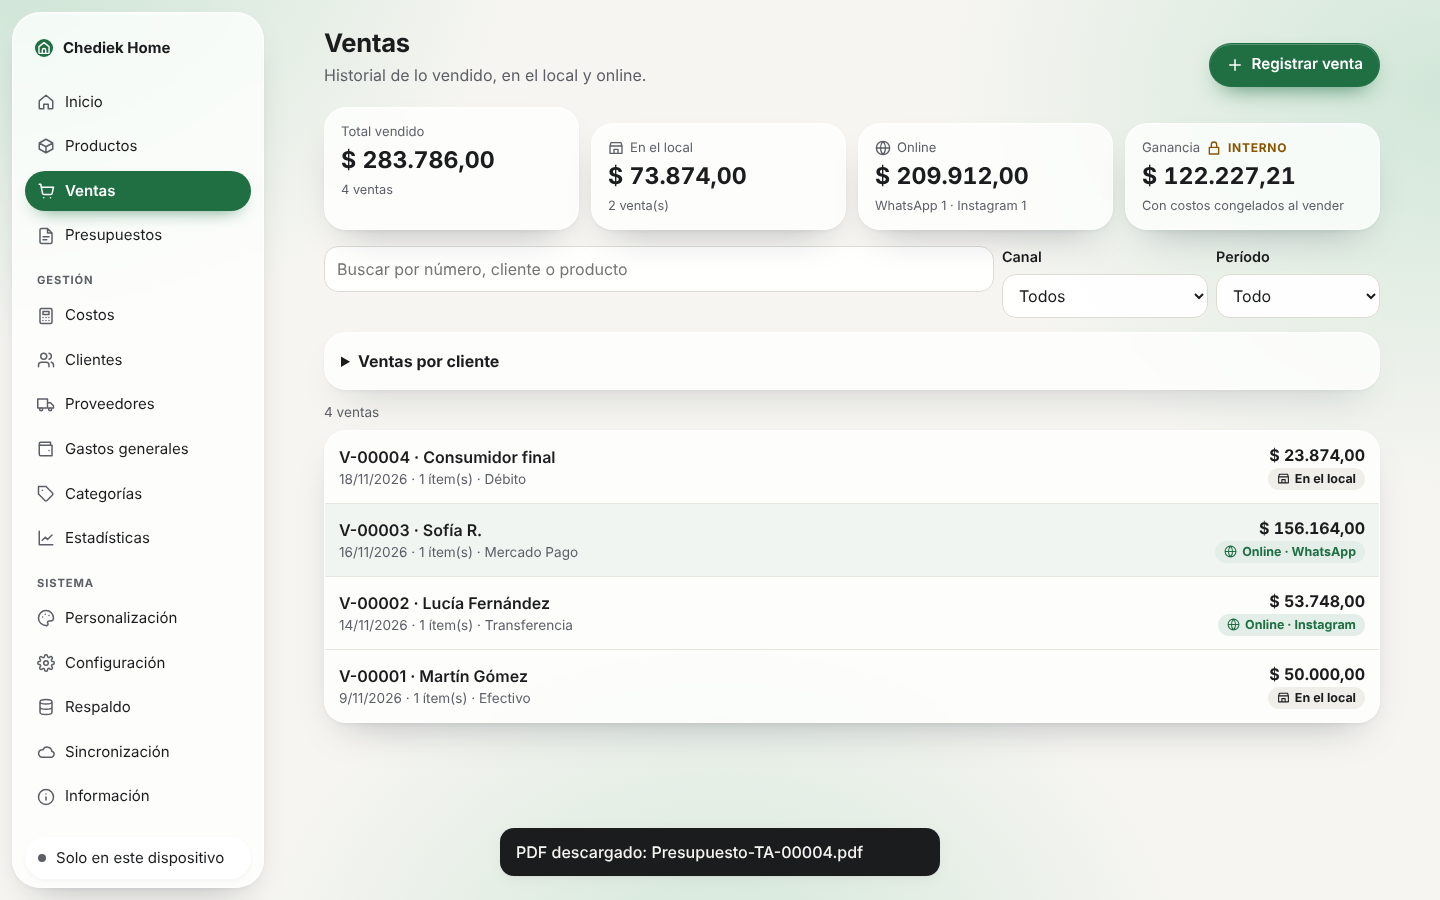 Chediek Home
Inicio
Productos
Ventas
Presupuestos
GESTIÓN
Costos
Clientes
Proveedores
Gastos generales
Categorías
Estadísticas
SISTEMA
Personalización
Configuración
Respaldo
Sincronización
Información
Solo en este dispositivo
Ventas
Historial de lo vendido, en el local y online.
Registrar venta
Total vendido
$ 283.786,00
4 ventas
En el local
$ 73.874,00
2 venta(s)
Online
$ 209.912,00
WhatsApp 1 · Instagram 1
Ganancia INTERNO
$ 122.227,21
Con costos congelados al vender
Buscar por número, cliente o producto
Canal
Todos
Período
Todo
Ventas por cliente
4 ventas
V-00004 · Consumidor final
18/11/2026 · 1 ítem(s) · Débito
$ 23.874,00
En el local
V-00003 · Sofía R.
16/11/2026 · 1 ítem(s) · Mercado Pago
$ 156.164,00
Online · WhatsApp
V-00002 · Lucía Fernández
14/11/2026 · 1 ítem(s) · Transferencia
$ 53.748,00
Online · Instagram
V-00001 · Martín Gómez
9/11/2026 · 1 ítem(s) · Efectivo
$ 50.000,00
En el local
PDF descargado: Presupuesto-TA-00004.pdf